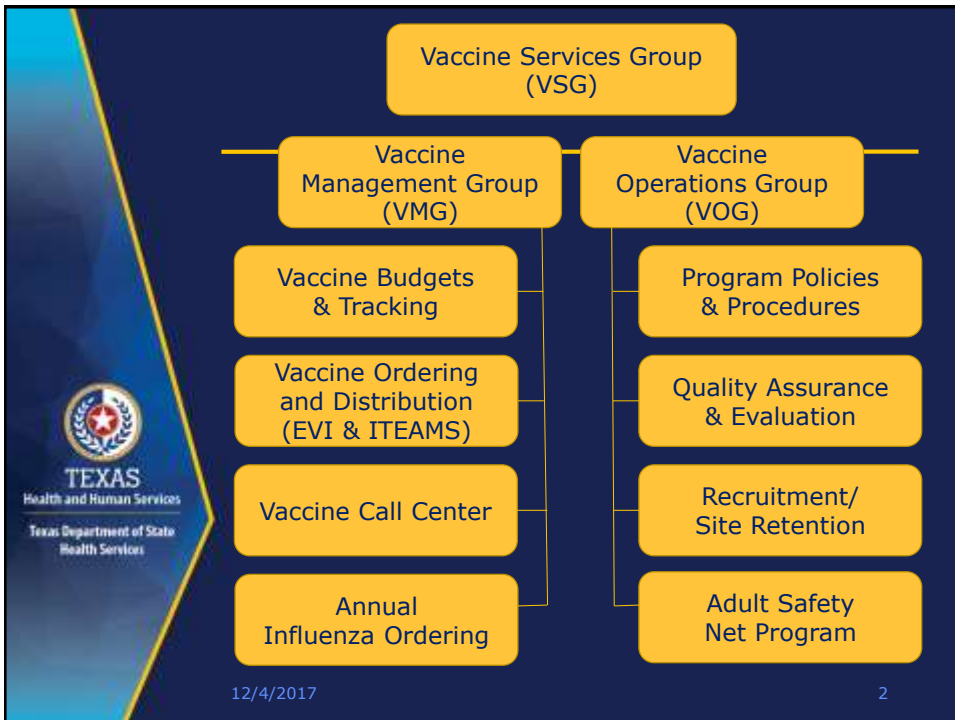 Vaccine Services Group
(VSG)
Vaccine
Management Group
(VMG)
Vaccine
Operations Group
(VOG)
Vaccine Budgets
& Tracking
Program Policies
& Procedures
Vaccine Ordering
and Distribution
(EVI & ITEAMS)
Quality Assurance
& Evaluation
Vaccine Call Center
Recruitment/
Site Retention
Annual
Influenza Ordering
Adult Safety
Net Program
TEXAS
Health and Human Services
Texas Department of State
Health Services
12/4/2017
2